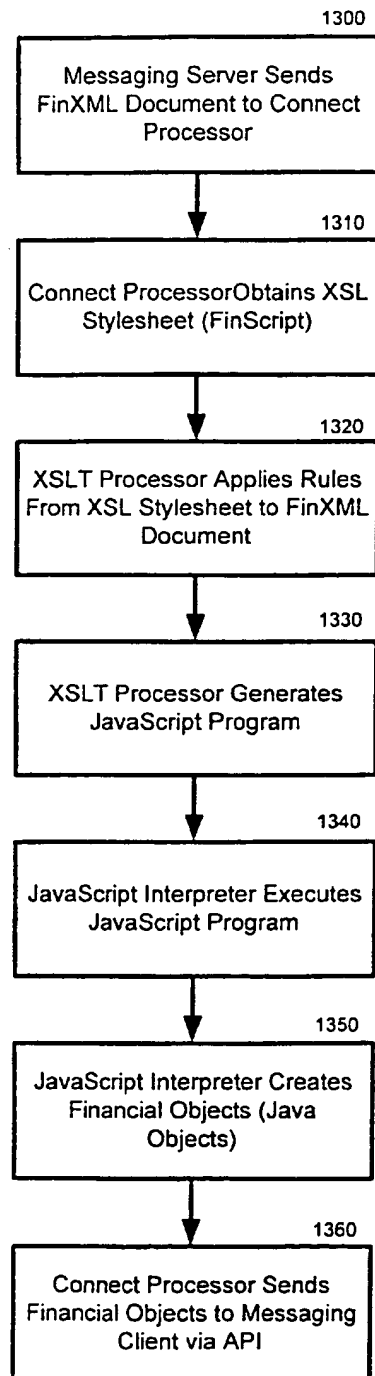 1300
Messaging Server Sends
FinXML Document to Connect
Processor
1310
Connect ProcessorObtains XSL
Stylesheet (FinScript)
1320
XSLT Processor Applies Rules
From XSL Stylesheet to FinXML
Document
1330
XSLT Processor Generates
JavaScript Program
1340
JavaScript Interpreter Executes
JavaScript Program
1350
JavaScript Interpreter Creates
Financial Objects (Java
Objects)
1360
Connect Processor Sends
Financial Objects to Messaging
Client via API